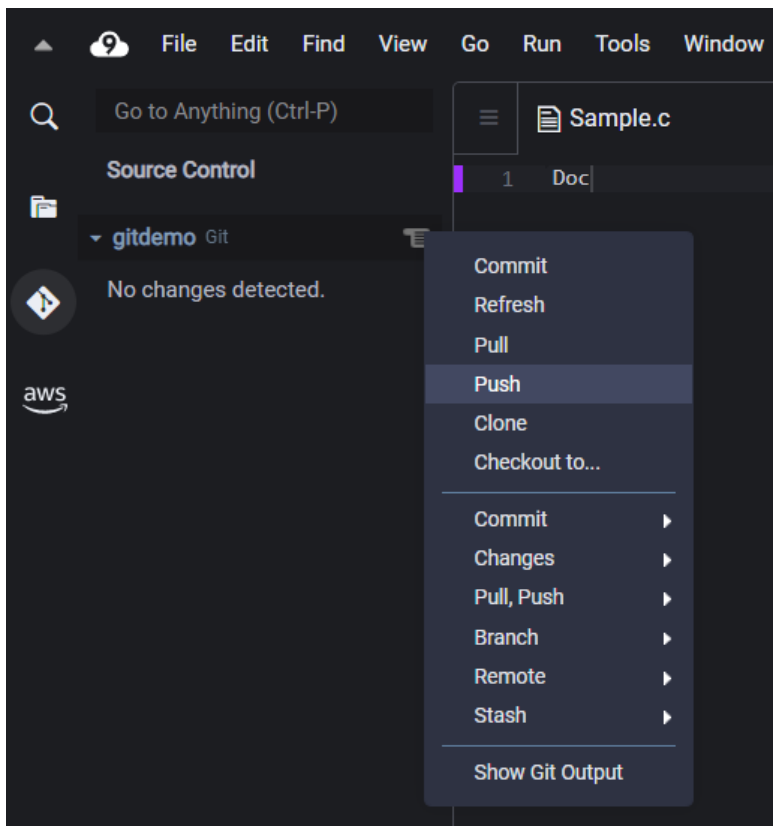 9 File Edit Find View Go Run Tools Window
Go to Anything (Ctrl-P)
Sample.c
Source Control
1 Doc
gitdemo Git
No changes detected.
aws
Commit
Refresh
Pull
Push
Clone
Checkout to...
Commit
Changes
Pull, Push
Branch
Remote
Stash
Show Git Output